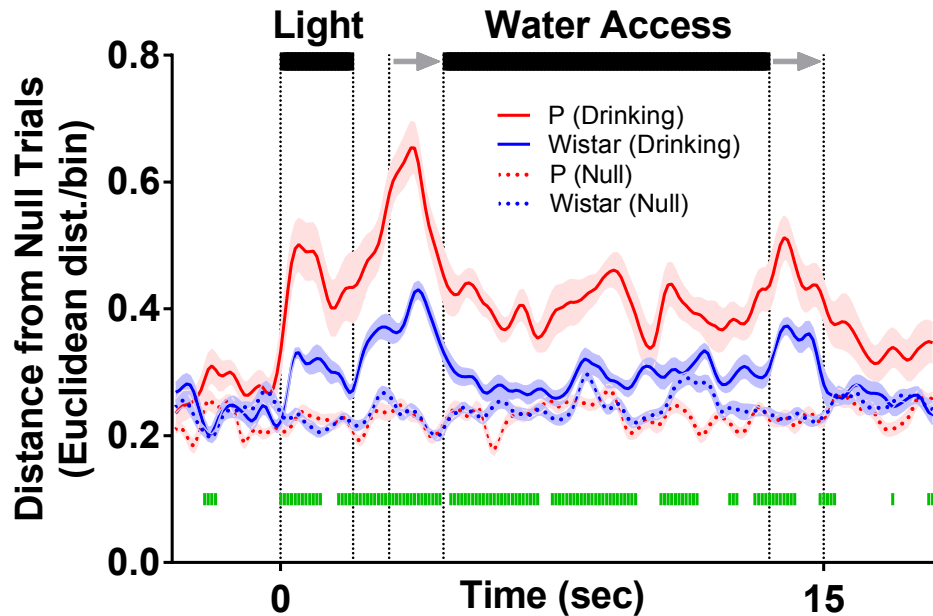 Light Water Access
Distance from Null Trials
(Euclidean dist./bin)
0.8
0.6
0.4
0.2
0.0
P (Drinking)
Wistar (Drinking)
P (Null)
Wistar (Null)
0 Time (sec) 15